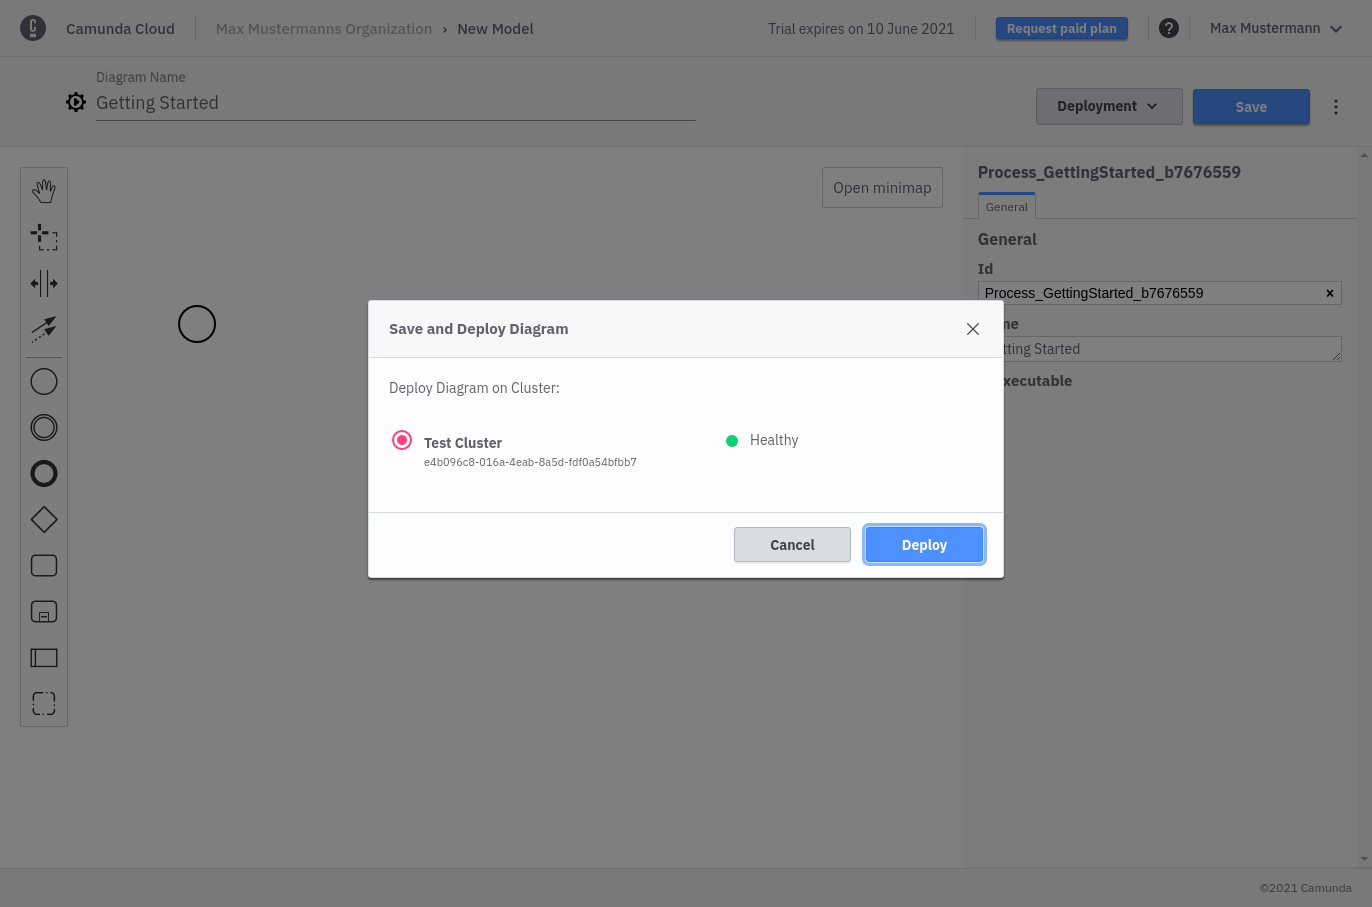 Camunda Cloud
Max Mustermanns Organization › New Model
Trial expires on 10 June 2021
Request paid plan
?
Max Mustermann
Diagram Name
Getting Started
Deployment
Save
Open minimap
Process_GettingStarted_b7676559
General
General
Id
Process_GettingStarted_b7676559
ne
tting Started
xecutable
Save and Deploy Diagram
Deploy Diagram on Cluster:
Test Cluster
e4b096c8-016a-4eab-8a5d-fdf0a54bfbb7
Healthy
Cancel
Deploy
©2021 Camunda